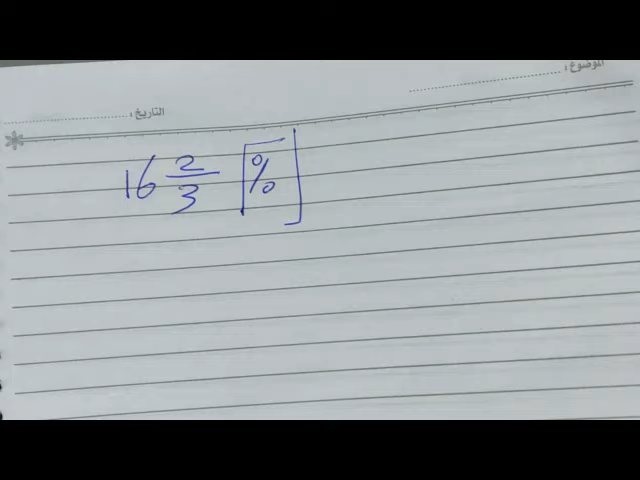 الموضوع :
التاريخ :
16 2/3 %